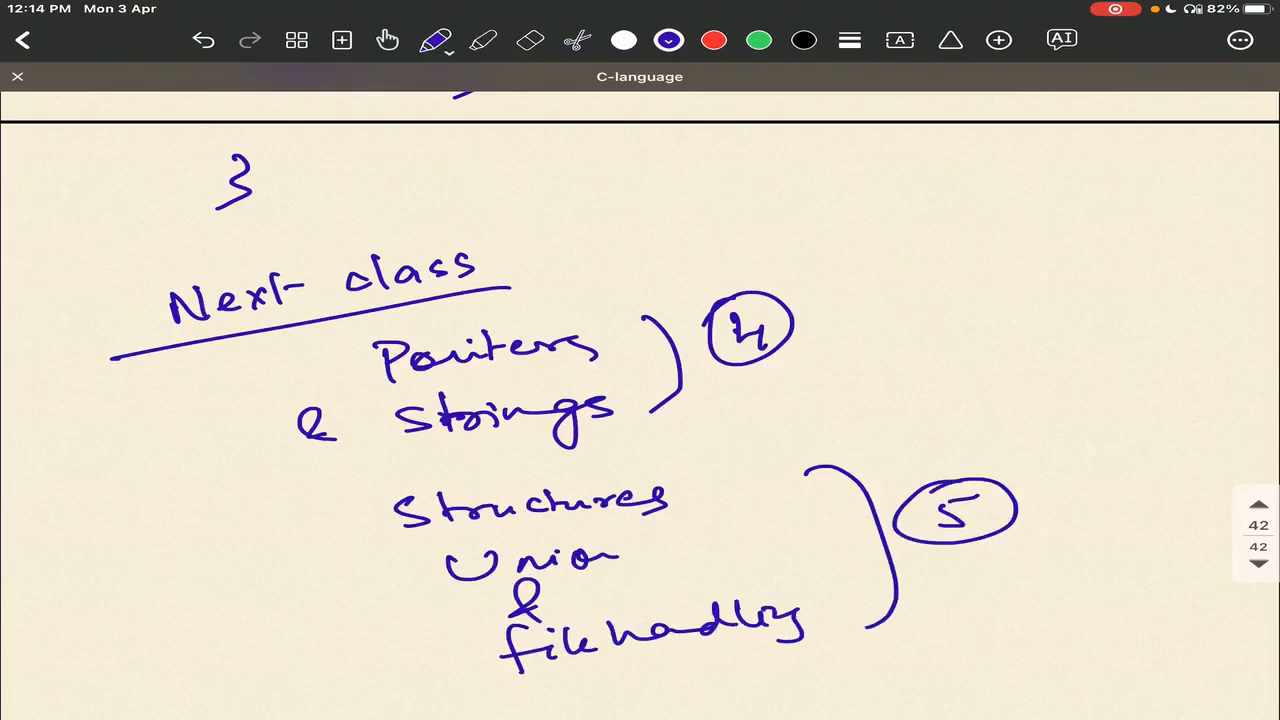 12:14 PM Mon 3 Apr
82%
A
AI
C-language
}
Next class
Pointers
& Strings
4
Structures
Union
&
file handling
5
42
42